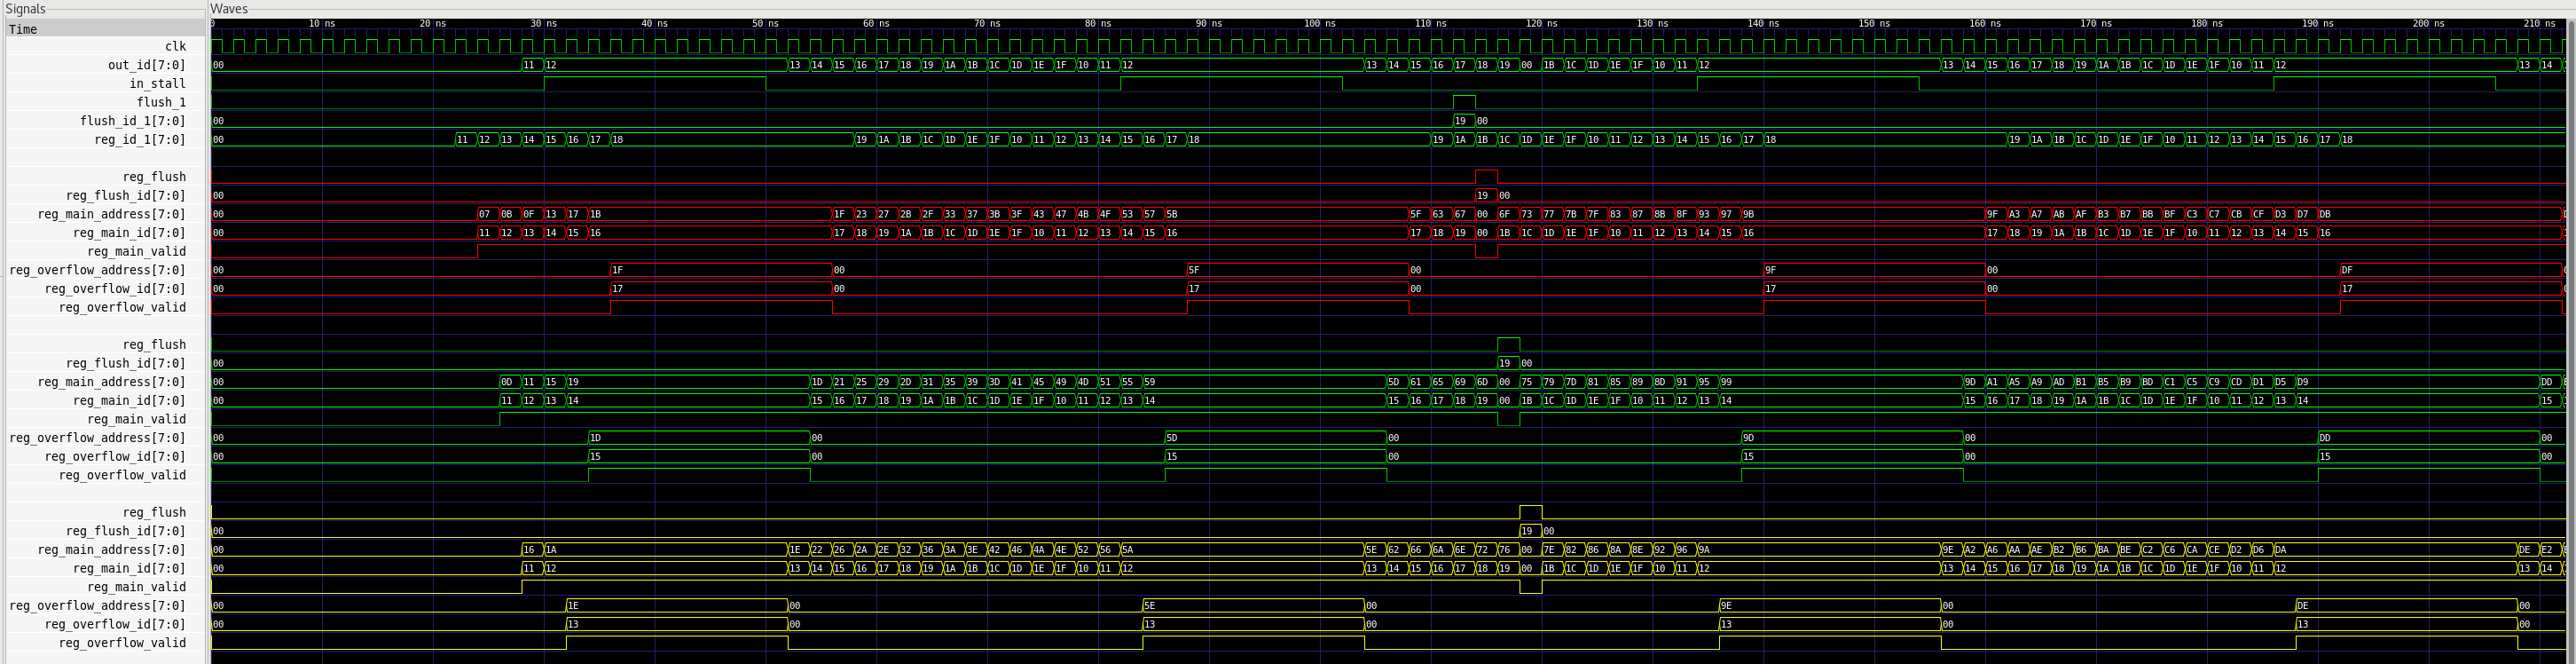 Signals Waves
Time 0 10 ns 20 ns 30 ns 40 ns 50 ns 60 ns 70 ns 80 ns 90 ns 100 ns 110 ns 120 ns 130 ns 140 ns 150 ns 160 ns 170 ns 180 ns 190 ns 200 ns 210 ns
clk
out_id[7:0] 00 11 12 13 14 15 16 17 18 19 1A 1B 1C 1D 1E 1F 10 11 12 13 14 15 16 17 18 19 00 1B 1C 1D 1E 1F 10 11 12 13 14 15 16 17 18 19 1A 1B 1C 1D 1E 1F 10 11 12 13 14
in_stall
flush_1
flush_id_1[7:0] 00 19 00
reg_id_1[7:0] 00 11 12 13 14 15 16 17 18 19 1A 1B 1C 1D 1E 1F 10 11 12 13 14 15 16 17 18 19 1A 1B 1C 1D 1E 1F 10 11 12 13 14 15 16 17 18 19 1A 1B 1C 1D 1E 1F 10 11 12 13 14 15 16 17 18
reg_flush
reg_flush_id[7:0] 00 19 00
reg_main_address[7:0] 00 07 0B 0F 13 17 1B 1F 23 27 2B 2F 33 37 3B 3F 43 47 4B 4F 53 57 5B 5F 63 67 00 6F 73 77 7B 7F 83 87 8B 8F 93 97 9B 9F A3 A7 AB AF B3 B7 BB BF C3 C7 CB CF D3 D7 DB
reg_main_id[7:0] 00 11 12 13 14 15 16 17 18 19 1A 1B 1C 1D 1E 1F 10 11 12 13 14 15 16 17 18 19 00 1B 1C 1D 1E 1F 10 11 12 13 14 15 16 17 18 19 1A 1B 1C 1D 1E 1F 10 11 12 13 14 15 16
reg_main_valid
reg_overflow_address[7:0] 00 1F 00 5F 00 9F 00 DF
reg_overflow_id[7:0] 00 17 00 17 00 17 00 17
reg_overflow_valid
reg_flush
reg_flush_id[7:0] 00 19 00
reg_main_address[7:0] 00 0D 11 15 19 1D 21 25 29 2D 31 35 39 3D 41 45 49 4D 51 55 59 5D 61 65 69 6D 00 75 79 7D 81 85 89 8D 91 95 99 9D A1 A5 A9 AD B1 B5 B9 BD C1 C5 C9 CD D1 D5 D9 DD
reg_main_id[7:0] 00 11 12 13 14 15 16 17 18 19 1A 1B 1C 1D 1E 1F 10 11 12 13 14 15 16 17 18 19 00 1B 1C 1D 1E 1F 10 11 12 13 14 15 16 17 18 19 1A 1B 1C 1D 1E 1F 10 11 12 13 14 15
reg_main_valid
reg_overflow_address[7:0] 00 1D 00 5D 00 9D 00 DD 00
reg_overflow_id[7:0] 00 15 00 15 00 15 00 15 00
reg_overflow_valid
reg_flush
reg_flush_id[7:0] 00 19 00
reg_main_address[7:0] 00 16 1A 1E 22 26 2A 2E 32 36 3A 3E 42 46 4A 4E 52 56 5A 5E 62 66 6A 6E 72 76 00 7E 82 86 8A 8E 92 96 9A 9E A2 A6 AA AE B2 B6 BA BE C2 C6 CA CE D2 D6 DA DE E2
reg_main_id[7:0] 00 11 12 13 14 15 16 17 18 19 1A 1B 1C 1D 1E 1F 10 11 12 13 14 15 16 17 18 19 00 1B 1C 1D 1E 1F 10 11 12 13 14 15 16 17 18 19 1A 1B 1C 1D 1E 1F 10 11 12 13 14
reg_main_valid
reg_overflow_address[7:0] 00 1E 00 5E 00 9E 00 DE 00
reg_overflow_id[7:0] 00 13 00 13 00 13 00 13 00
reg_overflow_valid